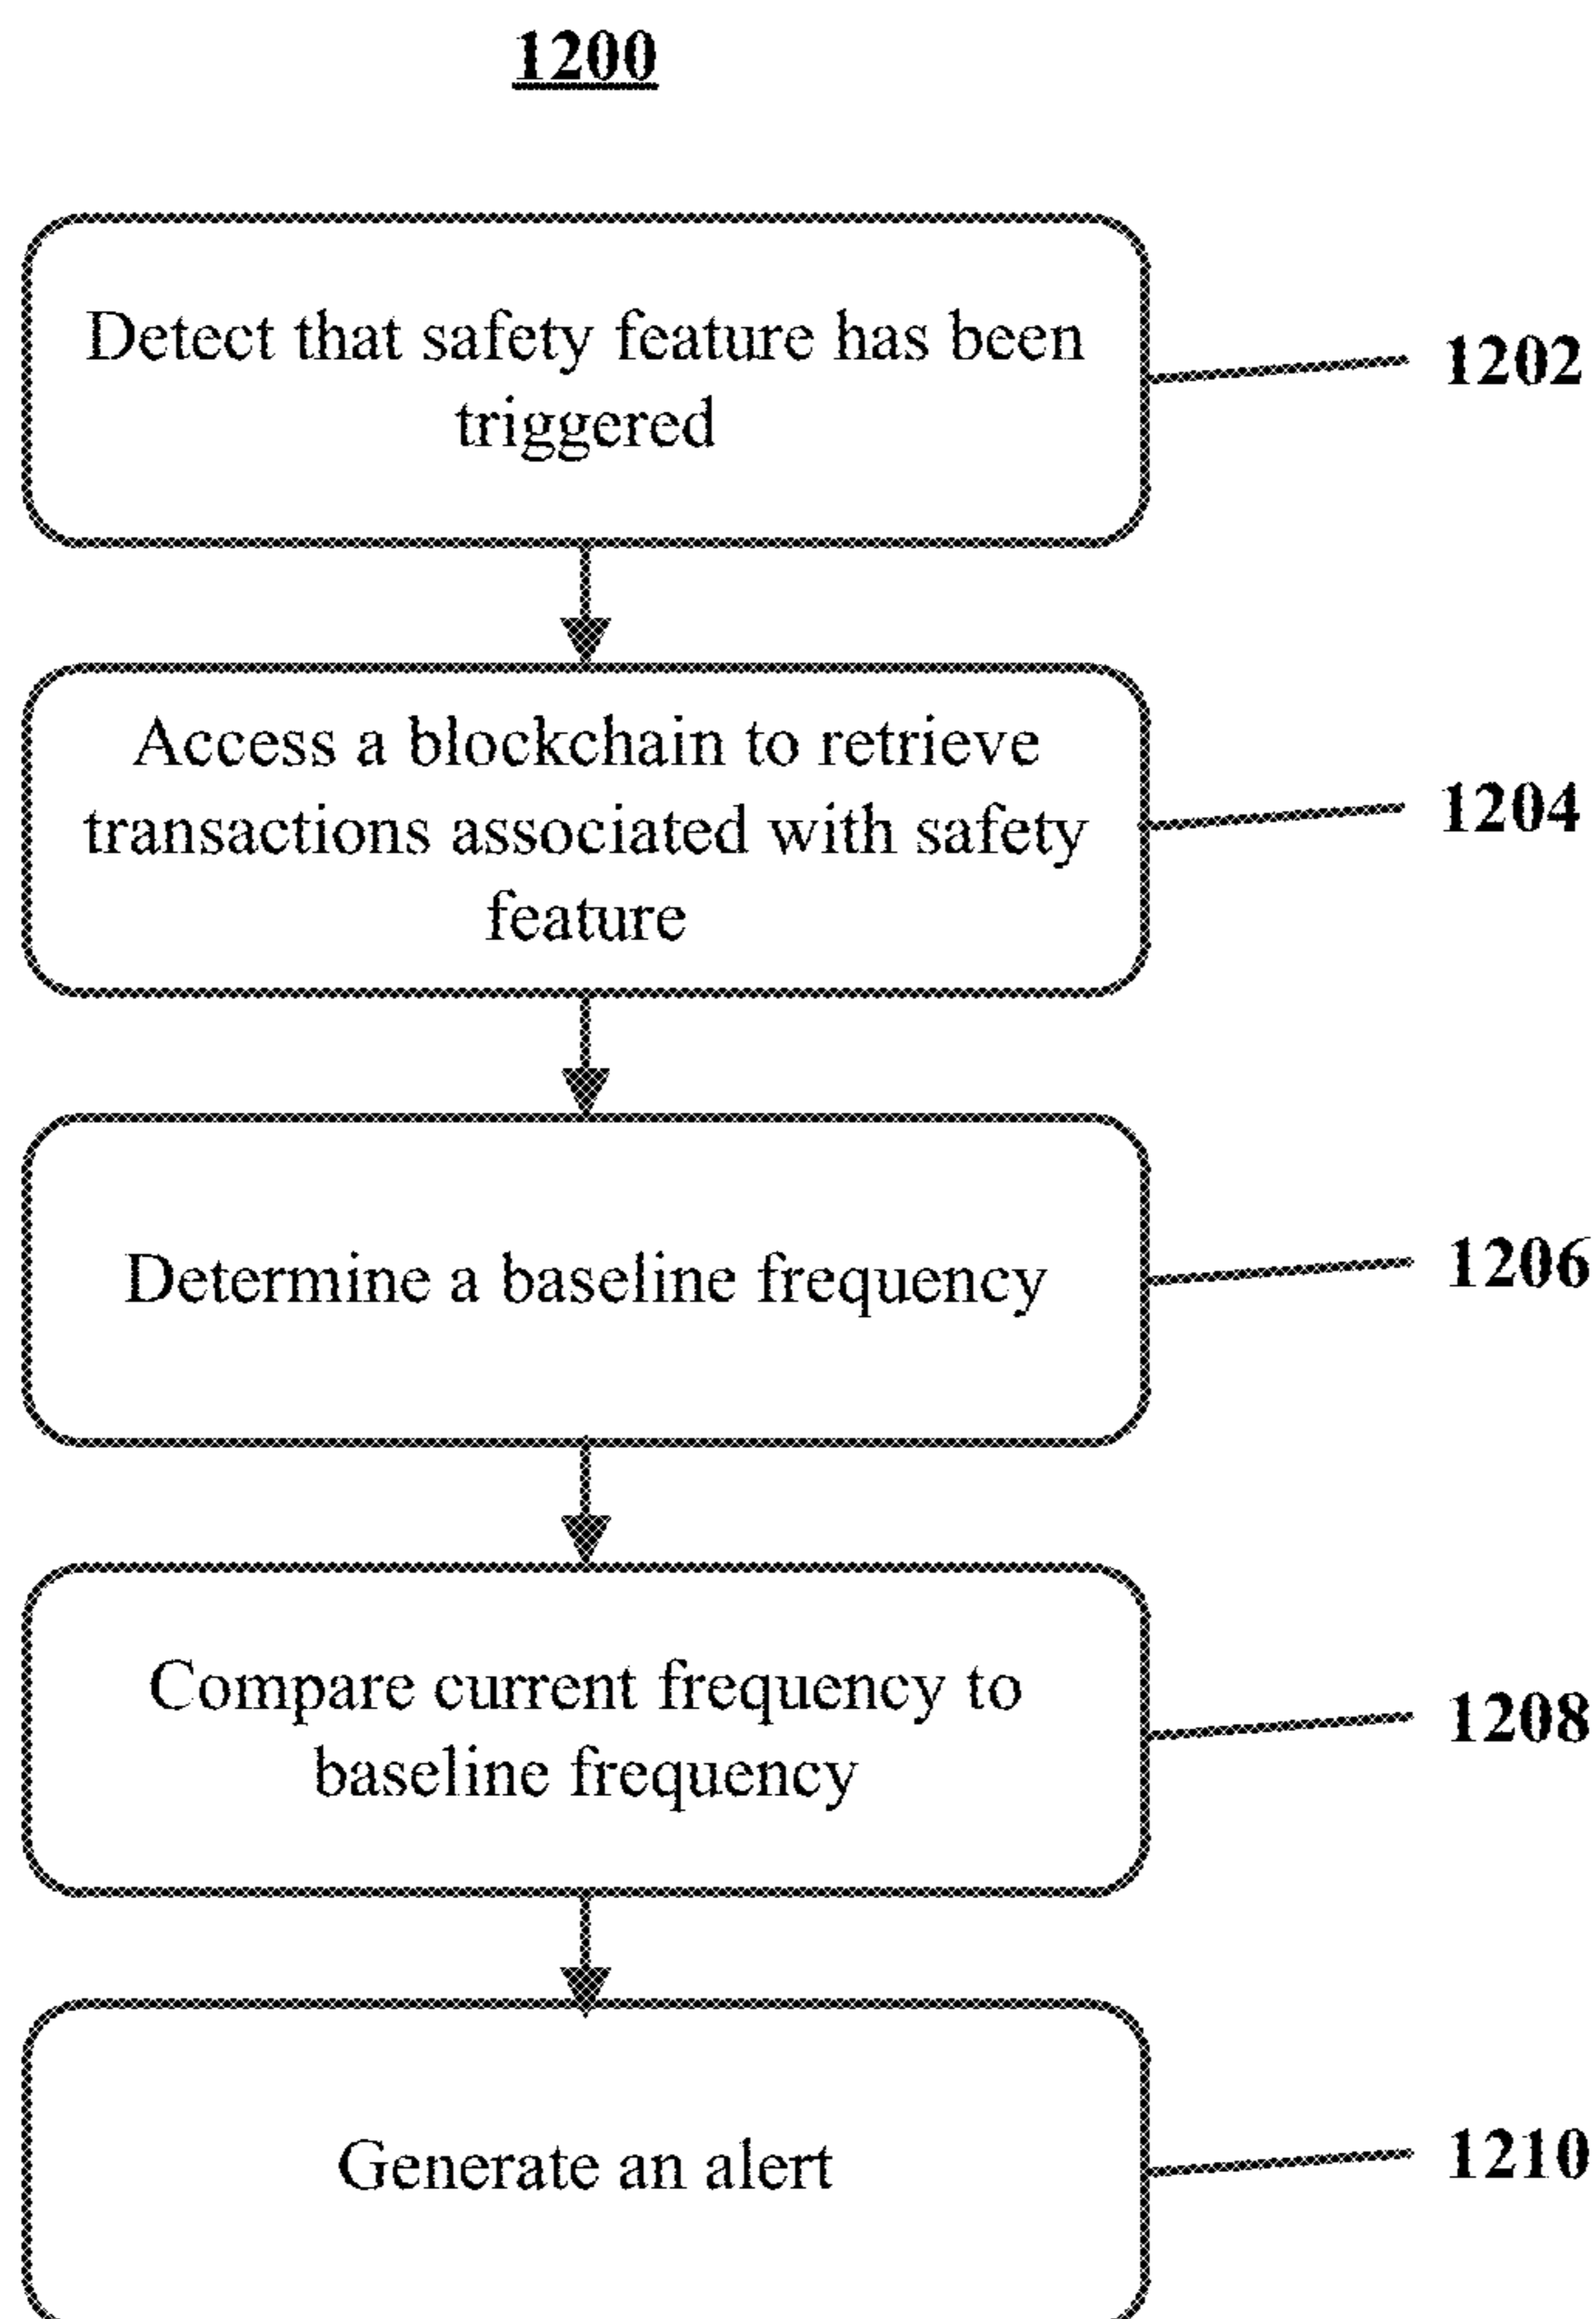 1200
Detect that safety feature has been
triggered
1202
Access a blockchain to retrieve
transactions associated with safety
feature
1204
Determine a baseline frequency
1206
Compare current frequency to
baseline frequency
1208
Generate an alert
1210